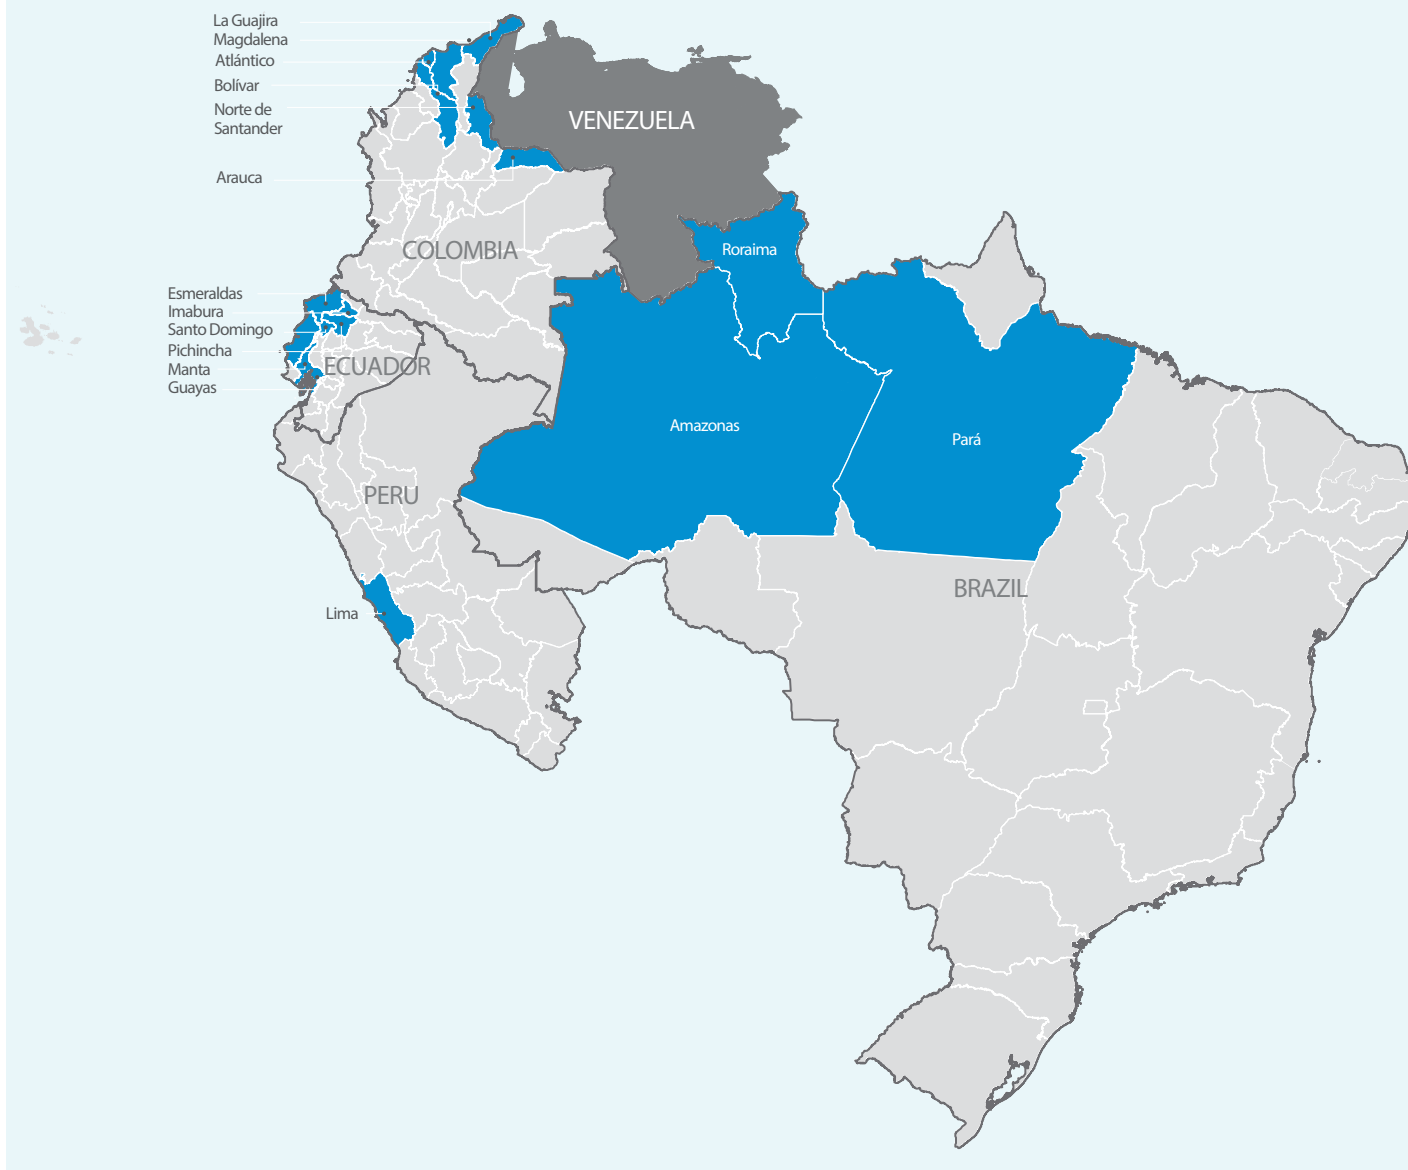 La Guajira
Magdalena
Atlántico
Bolívar
Norte de
Santander
VENEZUELA
Arauca
COLOMBIA
Roraima
Esmeraldas
Imabura
Santo Domingo
Pichincha
Manta
Guayas
ECUADOR
Amazonas
Pará
PERU
BRAZIL
Lima